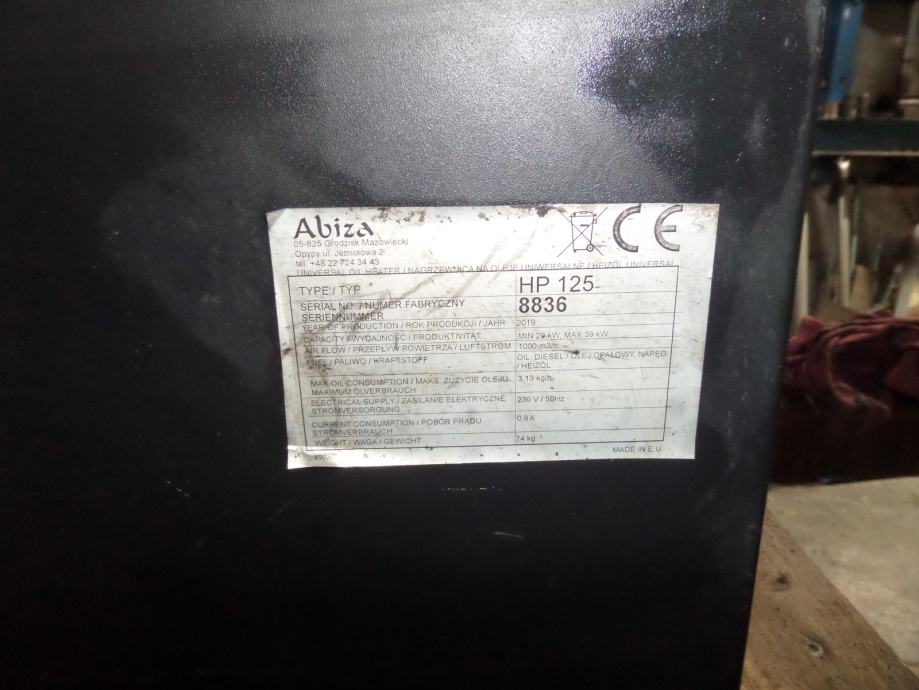 Abiza
05-825 Grodzisk Mazowiecki
Opypy ul. Jemiołowa 2
tel. +48 22 724 34 43
CE
UNIVERSAL OIL HEATER / NAGRZEWNICA NA OLEJE UNIWERSALNE / HEIZÖL UNIVERSAL
TYPE / TYP HP 125
SERIAL NO. / NUMER FABRYCZNY 8836
SERIENNUMMER
YEAR OF PRODUCTION / ROK PRODUKCJI / JAHR 2019
CAPACITY / WYDAJNOŚĆ / PRODUKTIVITÄT MIN 29 kW, MAX 39 kW
AIR FLOW / PRZEPŁYW POWIETRZA / LUFTSTROM 1000 m3/h
FUEL / PALIWO / KRAFTSTOFF OIL, DIESEL / OLEJ OPAŁOWY, NAPĘD.
/ HEIZÖL
MAX OIL CONSUMPTION / MAKS. ZUŻYCIE OLEJU 3,13 kg/h
MAXIMUM OLVERBRAUCH
ELECTRICAL SUPPLY / ZASILANIE ELEKTRYCZNE 230 V / 50Hz
STROMVERSORGUNG
CURRENT CONSUMPTION / POBÓR PRĄDU 0,9 A
STROMVERBRAUCH
WEIGHT / WAGA / GEWICHT 74 kg
MADE IN E.U.